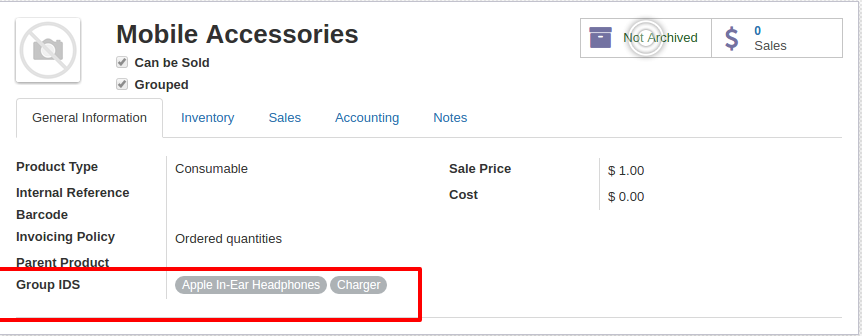 Mobile Accessories
Can be Sold
Grouped
Not Archived
0
Sales
General Information Inventory Sales Accounting Notes
Product Type Consumable
Internal Reference
Barcode
Invoicing Policy Ordered quantities
Parent Product
Group IDS Apple In-Ear Headphones Charger
Sale Price $ 1.00
Cost $ 0.00